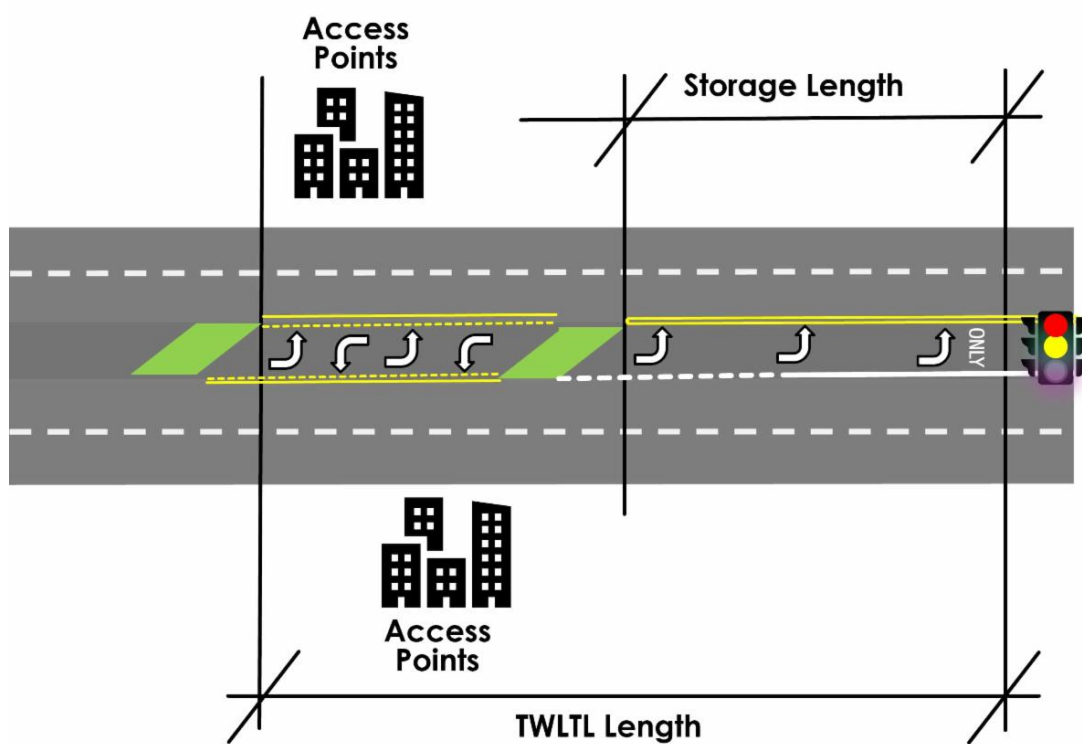 Access
Points
Storage Length
ONLY
Access
Points
TWLTL Length